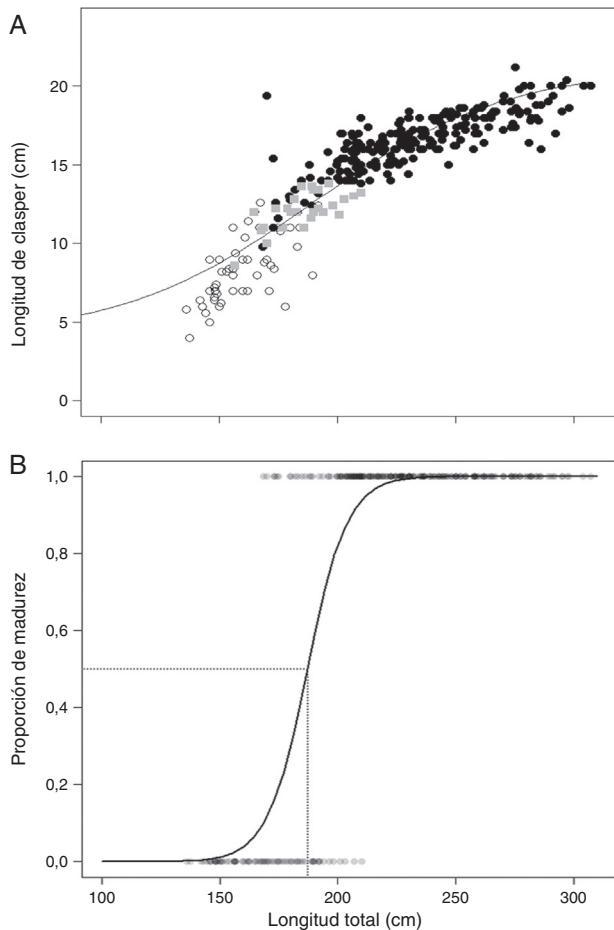 A
Longitud de clasper (cm)
20
15
10
5
0
B
Proporción de madurez
1,0
0,8
0,6
0,4
0,2
0,0
100 150 200 250 300
Longitud total (cm)